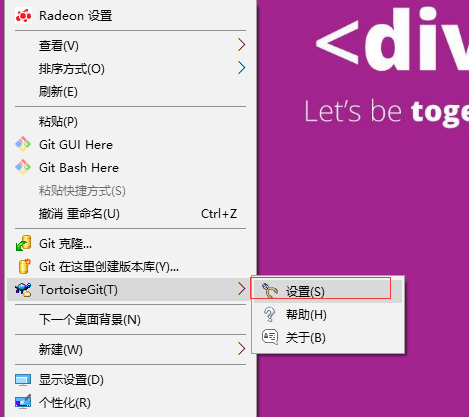 Radeon 设置
查看(V)
排序方式(O)
刷新(E)
粘贴(P)
Git GUI Here
Git Bash Here
粘贴快捷方式(S)
撤消 重命名(U) Ctrl+Z
Git 克隆...
Git 在这里创建版本库(Y)...
TortoiseGit(T)
设置(S)
帮助(H)
关于(B)
下一个桌面背景(N)
新建(W)
显示设置(D)
个性化(R)
<div
Let's be toge